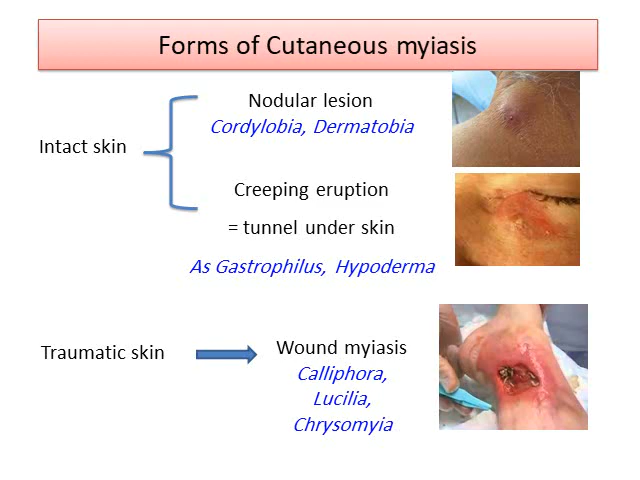 Forms of Cutaneous myiasis
Nodular lesion
Cordylobia, Dermatobia
Intact skin
Creeping eruption
= tunnel under skin
As Gastrophilus, Hypoderma
Traumatic skin
Wound myiasis
Calliphora,
Lucilia,
Chrysomyia